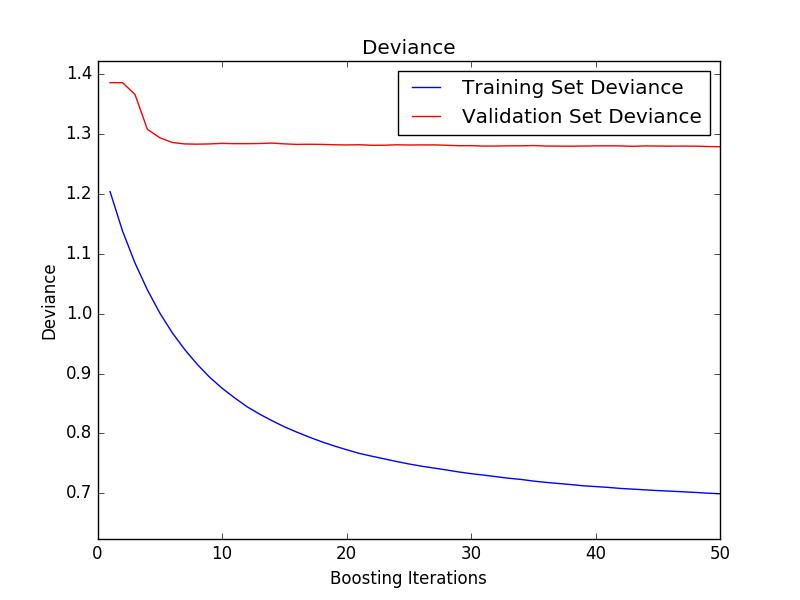 Deviance
Training Set Deviance
Validation Set Deviance
1.4
1.3
1.2
1.1
1.0
0.9
0.8
0.7
Deviance
0 10 20 30 40 50
Boosting Iterations